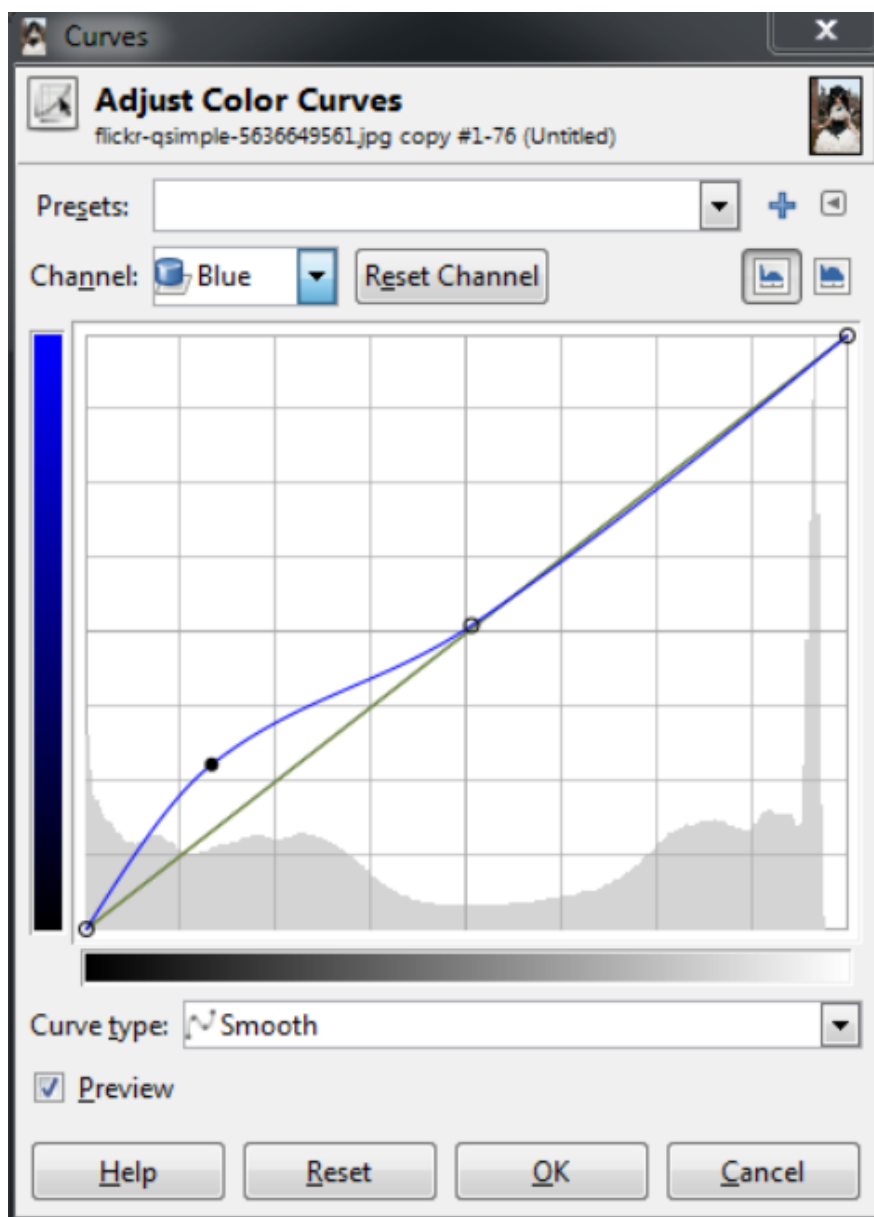 Curves
x
Adjust Color Curves
flickr-qsimple-5636649561.jpg copy #1-76 (Untitled)
Presets:
Channel: Blue Reset Channel
Curve type: Smooth
Preview
Help Reset OK Cancel